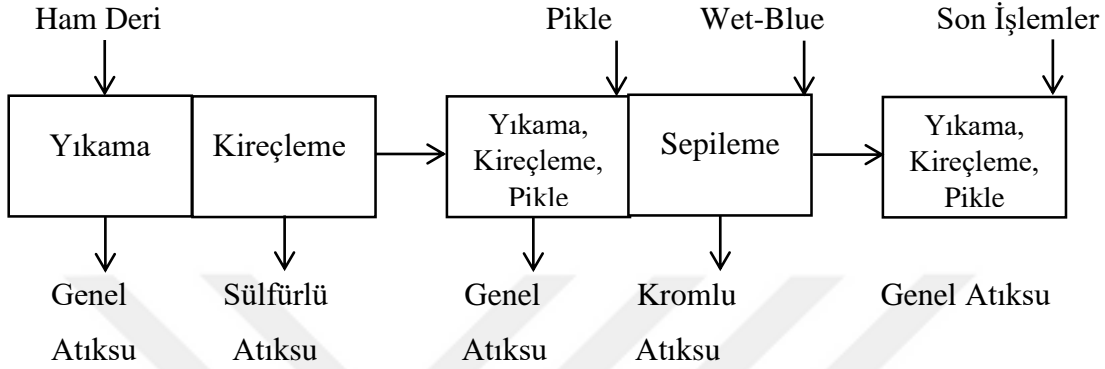 Ham Deri
Pikle
Wet-Blue
Son İşlemler
Yıkama
Kireçleme
Yıkama,
Kireçleme,
Pikle
Sepileme
Yıkama,
Kireçleme,
Pikle
Genel
Atıksu
Sülfürlü
Atıksu
Genel
Atıksu
Kromlu
Atıksu
Genel Atıksu